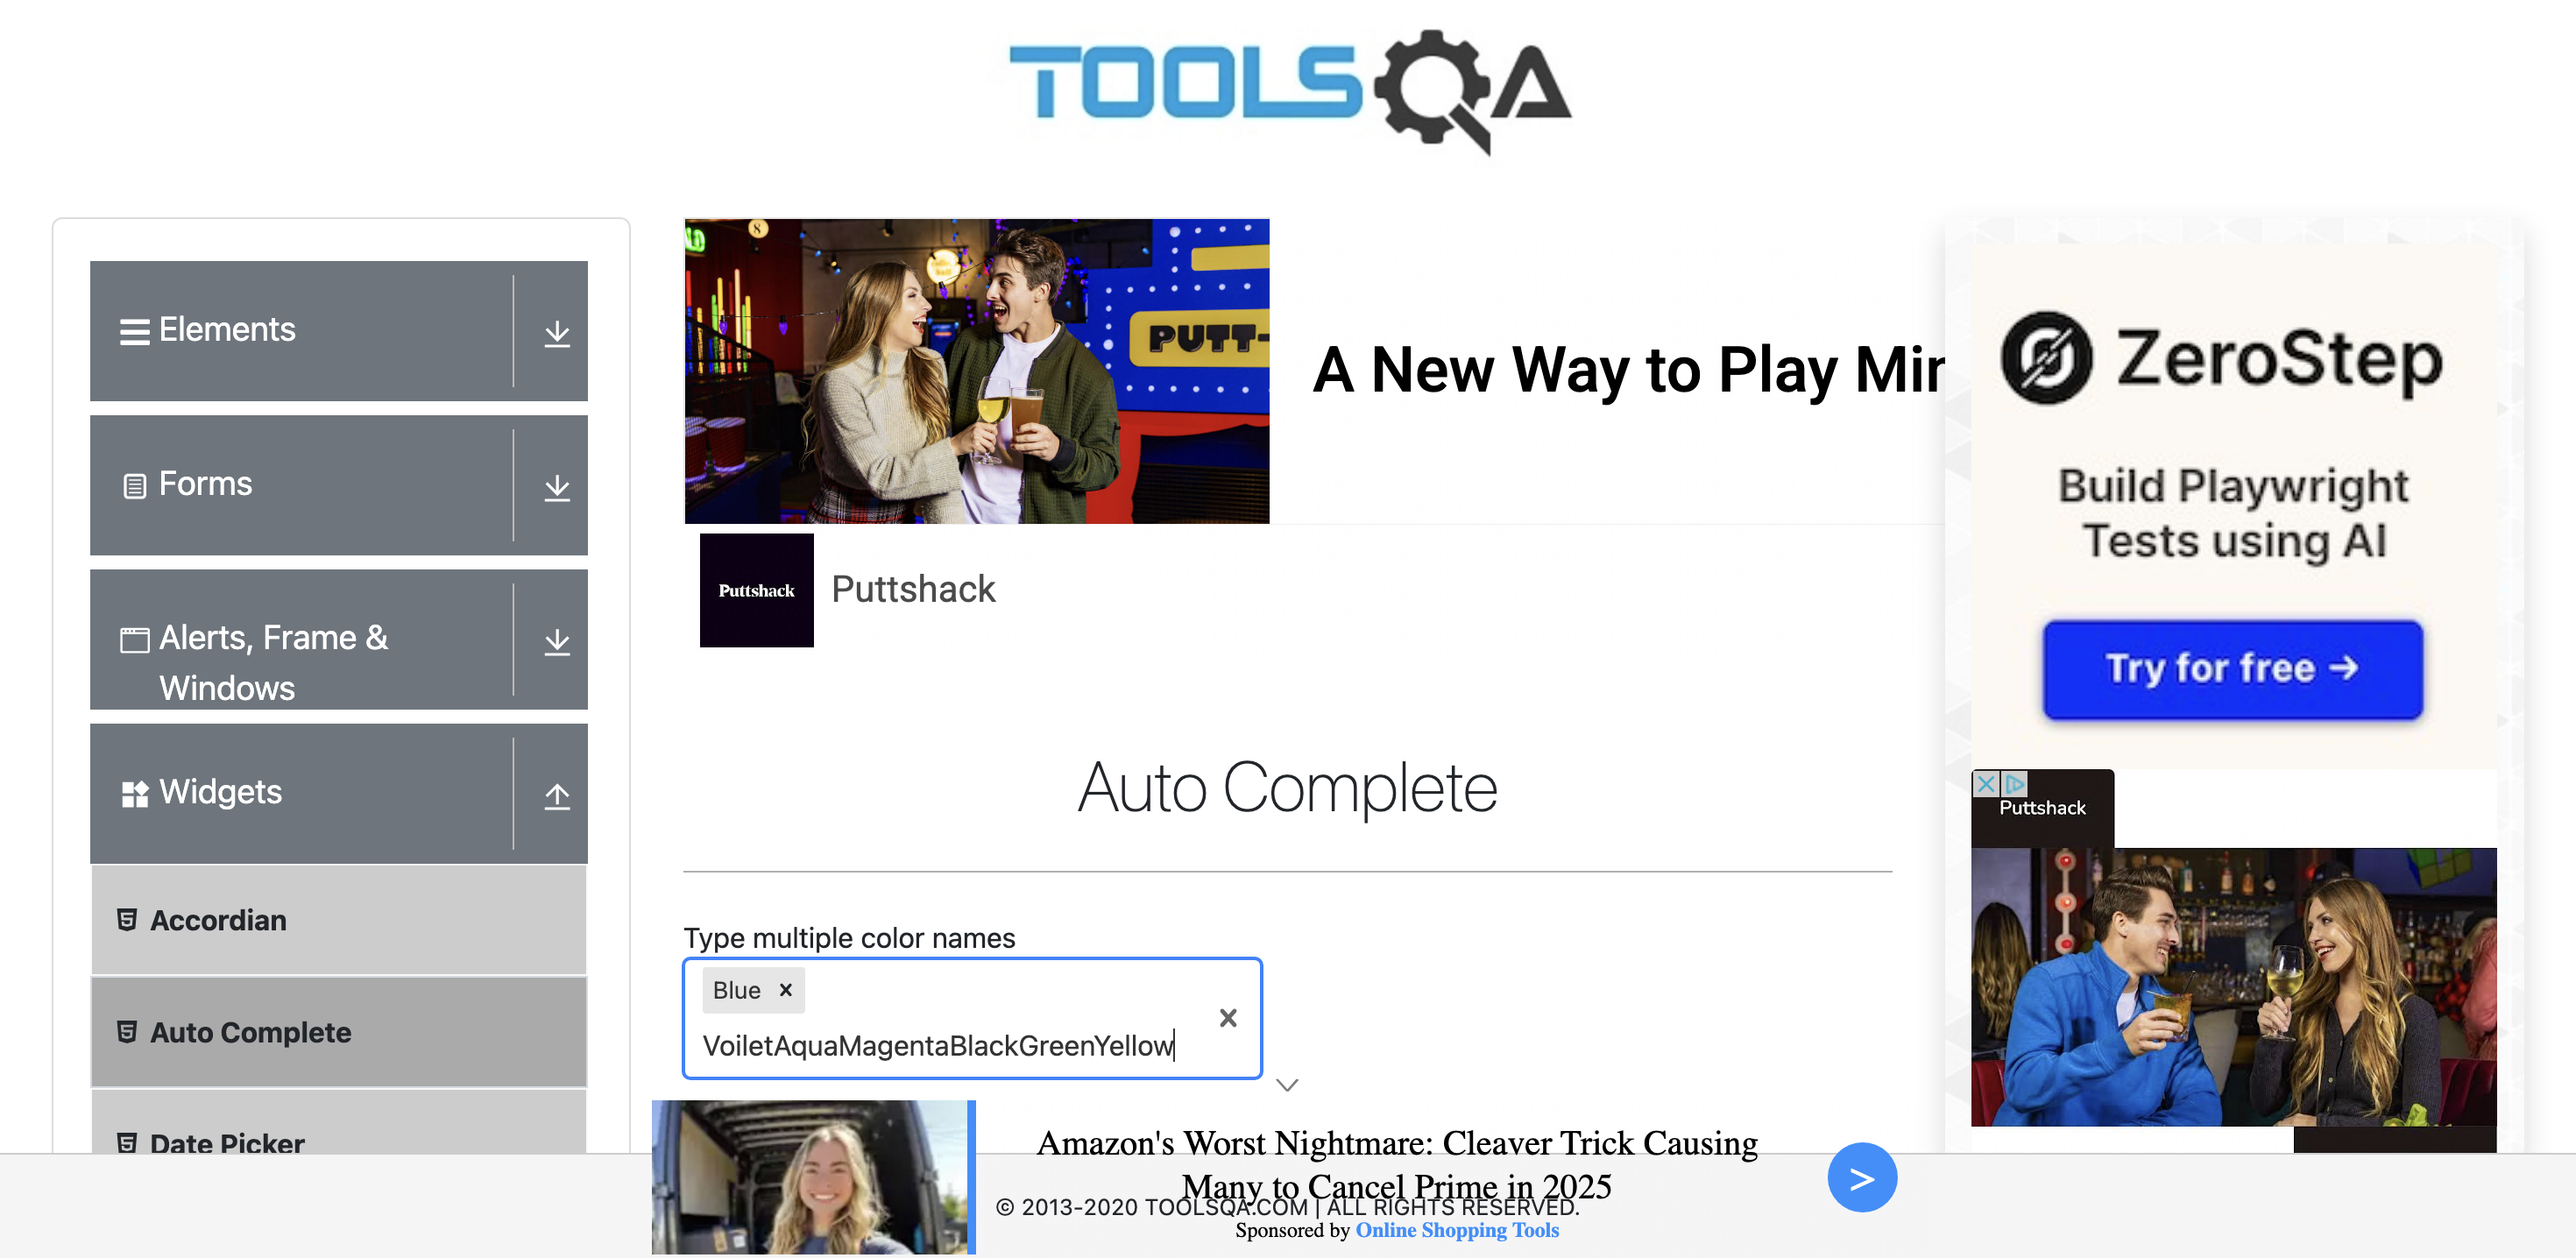 TOOLSQA
Elements
Forms
Alerts, Frame &
Windows
Widgets
Accordian
Auto Complete
Date Picker
8
PUTT-
A New Way to Play Min
Puttshack
Puttshack
Auto Complete
Type multiple color names
Blue ×
VoiletAquaMagentaBlackGreenYellow
Amazon's Worst Nightmare: Cleaver Trick Causing
Many to Cancel Prime in 2025
© 2013-2020 TOOLSQA.COM | ALL RIGHTS RESERVED.
Sponsored by Online Shopping Tools
>
ZeroStep
Build Playwright
Tests using AI
Try for free →
Puttshack